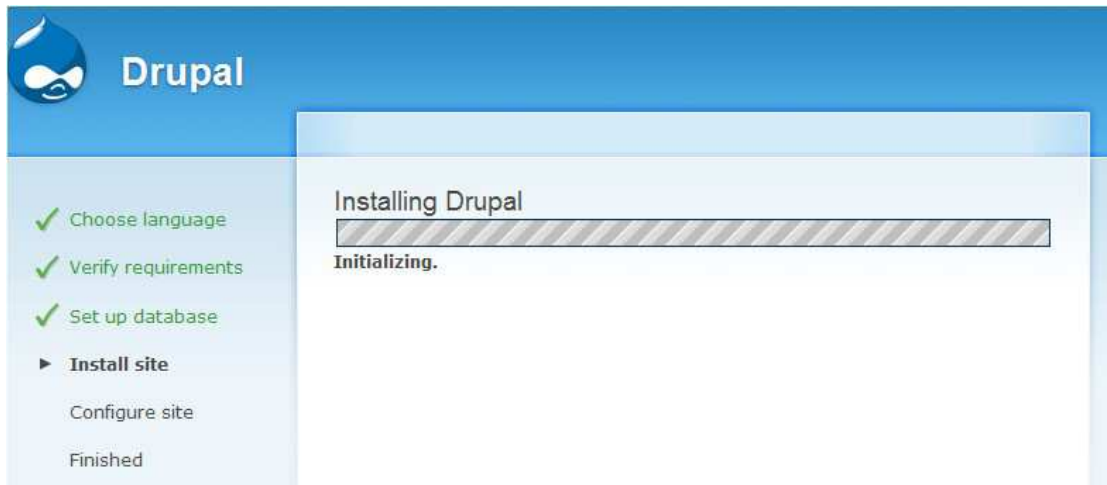 Drupal
Choose language
Verify requirements
Set up database
Install site
Configure site
Finished
Installing Drupal
Initializing.